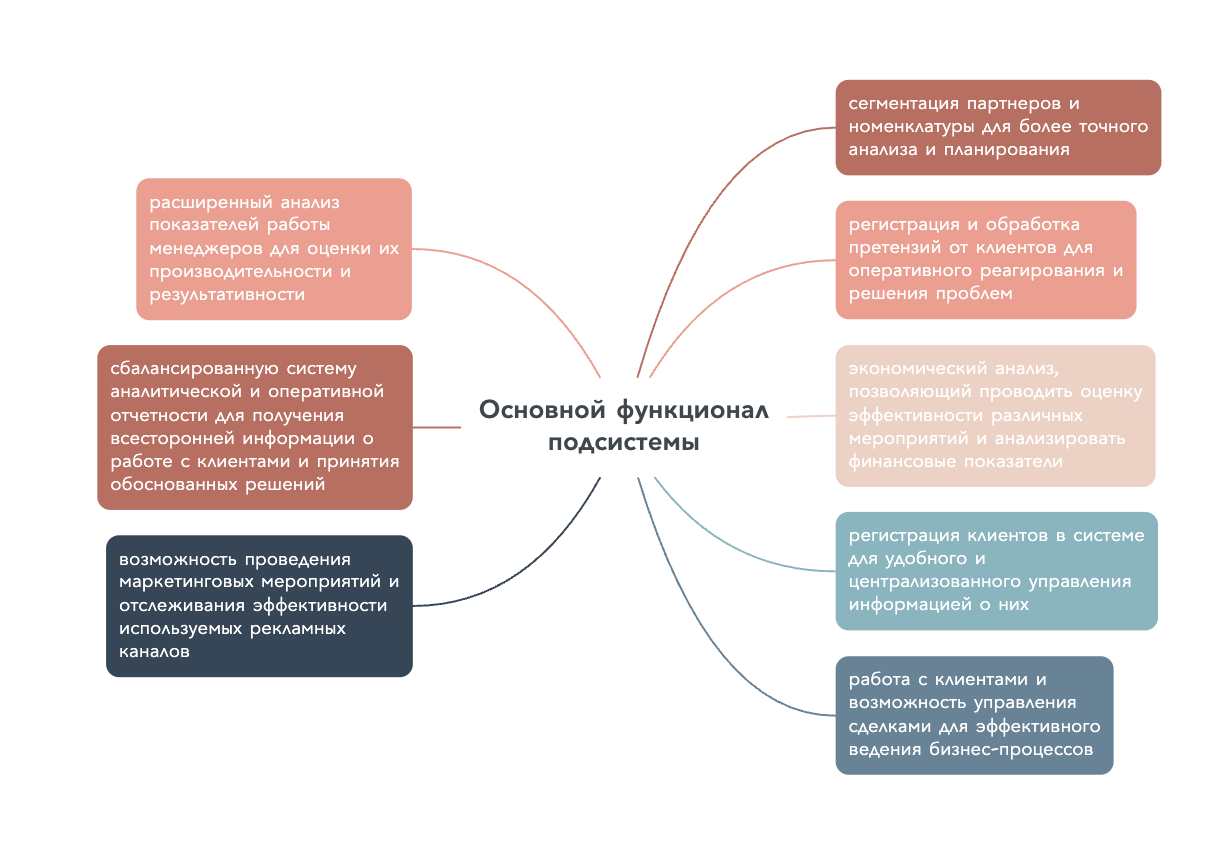 Основной функционал
подсистемы
сегментация партнеров и
номенклатуры для более точного
анализа и планирования
регистрация и обработка
претензий от клиентов для
оперативного реагирования и
решения проблем
экономический анализ,
позволяющий проводить оценку
эффективности различных
мероприятий и анализировать
финансовые показатели
регистрация клиентов в системе
для удобного и
централизованного управления
информацией о них
работа с клиентами и
возможность управления
сделками для эффективного
ведения бизнес-процессов
расширенный анализ
показателей работы
менеджеров для оценки их
производительности и
результативности
сбалансированную систему
аналитической и оперативной
отчетности для получения
всесторонней информации о
работе с клиентами и принятия
обоснованных решений
возможность проведения
маркетинговых мероприятий и
отслеживания эффективности
используемых рекламных
каналов